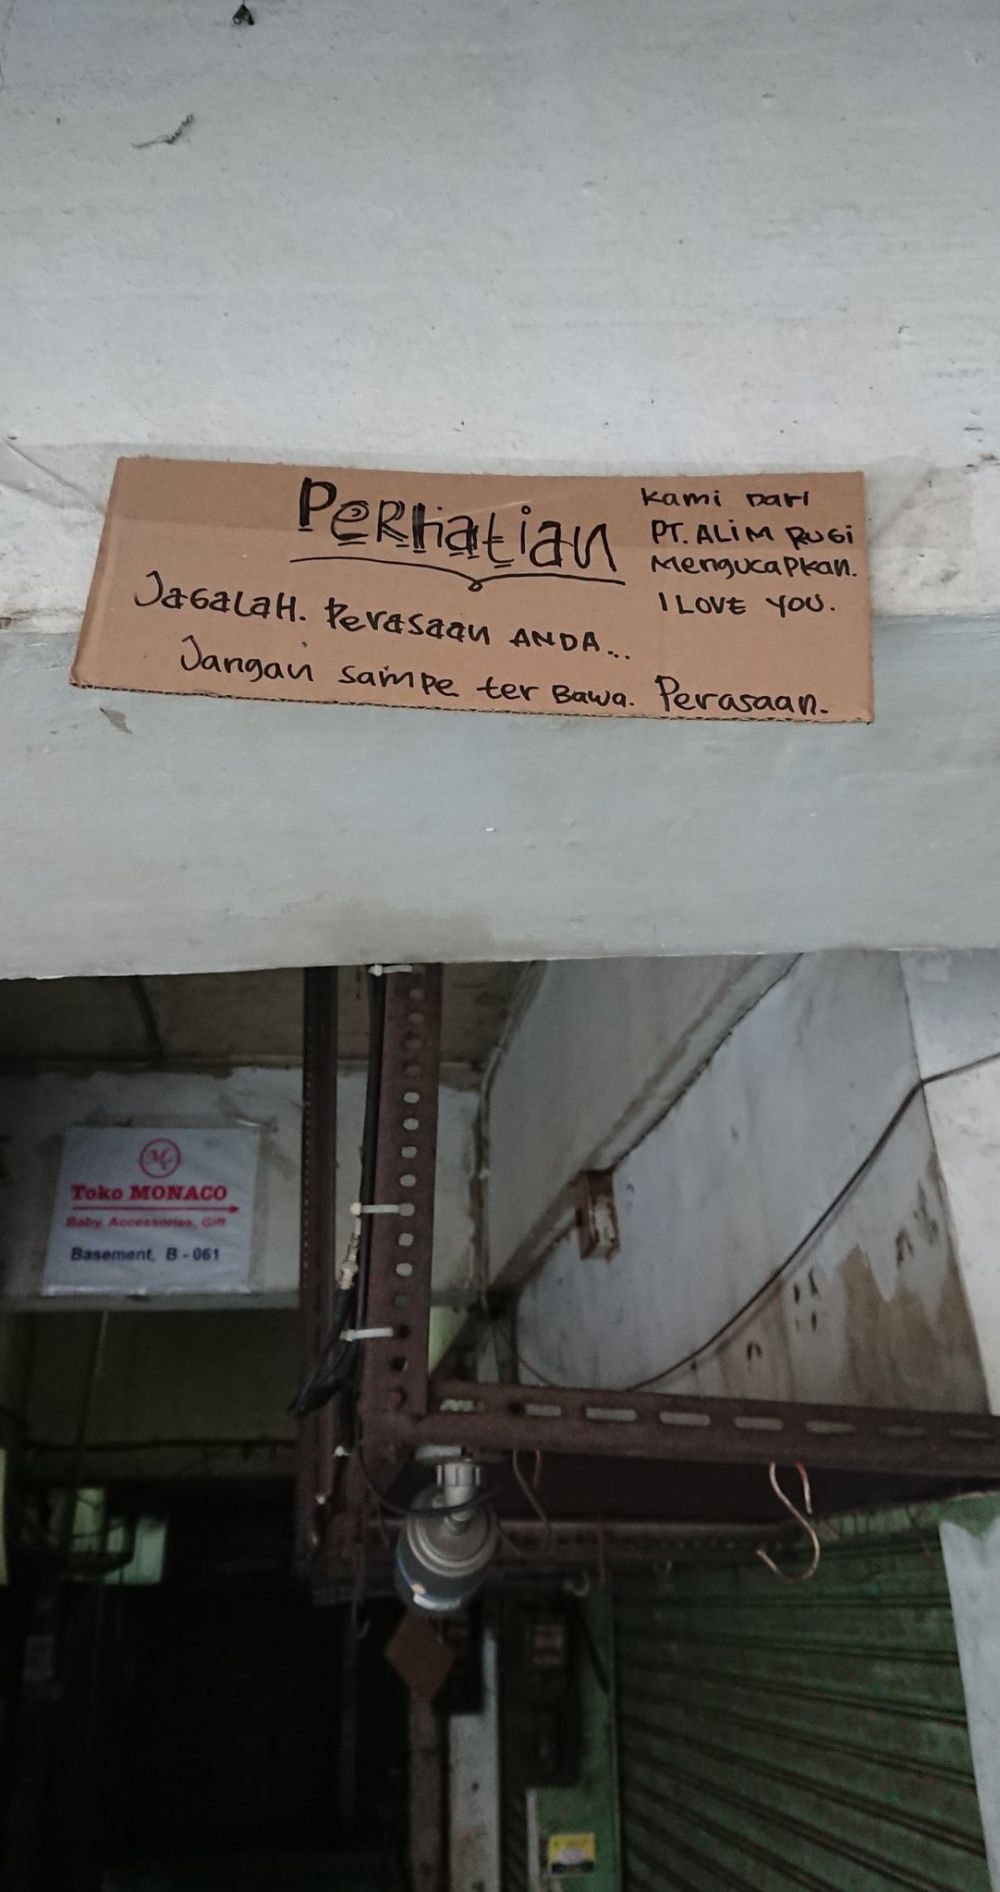 Perhatian
Jagalah. Perasaan ANDA...
Jangan sampe ter Bawa. Perasaan.
Kami Dari
PT. ALiM RUGi
Mengucapkan.
I LOVE YOU.
Toko MONACO
Baby, Accessories, Gift
Basement, B - 061